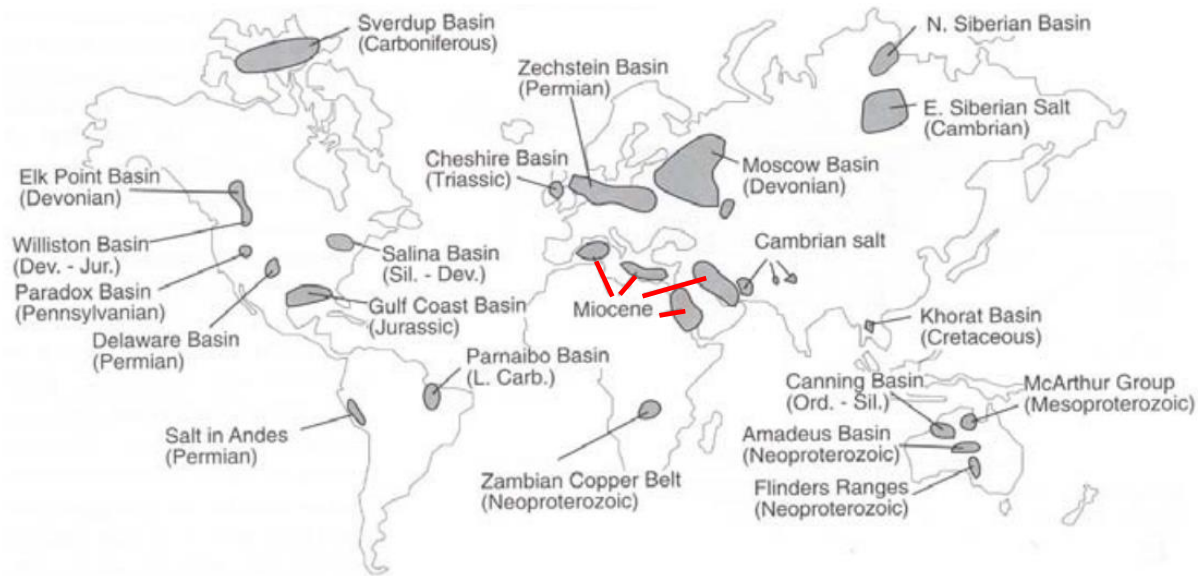 Sverdup Basin
(Carboniferous)
N. Siberian Basin
Zechstein Basin
(Permian)
E. Siberian Salt
(Cambrian)
Cheshire Basin
(Triassic)
Moscow Basin
(Devonian)
Elk Point Basin
(Devonian)
Williston Basin
(Dev. - Jur.)
Salina Basin
(Sil. - Dev.)
Cambrian salt
Paradox Basin
(Pennsylvanian)
Gulf Coast Basin
(Jurassic)
Miocene
Khorat Basin
(Cretaceous)
Delaware Basin
(Permian)
Parnaibo Basin
(L. Carb.)
Canning Basin
(Ord. - Sil.)
McArthur Group
(Mesoproterozoic)
Salt in Andes
(Permian)
Amadeus Basin
(Neoproterozoic)
Zambian Copper Belt
(Neoproterozoic)
Flinders Ranges
(Neoproterozoic)